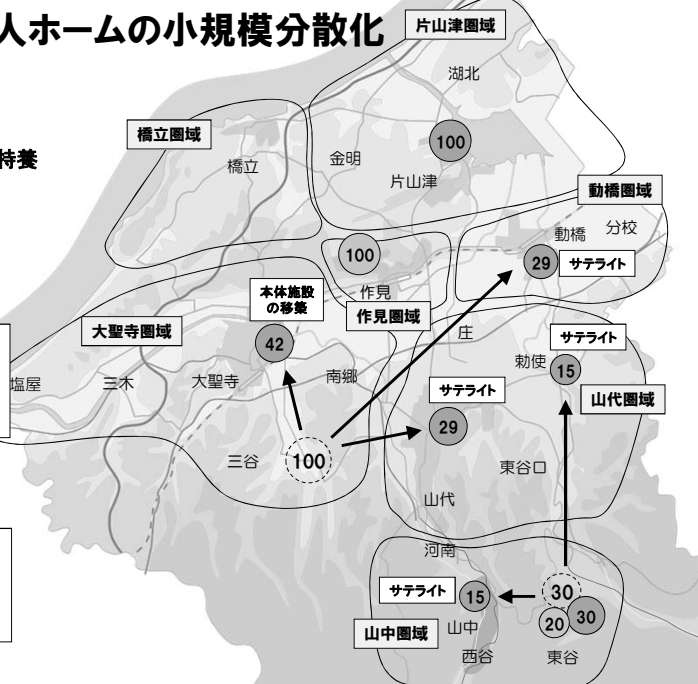 人ホームの小規模分散化
片山津圏域
湖北
100
橋立圏域
特養
橋立
金明
片山津
動橋圏域
動橋
分校
100
29
サテライト
作見
本体施設
の移築
作見圏域
大聖寺圏域
42
庄
サテライト
勅使
15
塩屋
三木
大聖寺
南郷
サテライト
山代圏域
29
三谷
100
東谷口
山代
河南
サテライト
15
30
20
30
山中圏域
山中
西谷
東谷